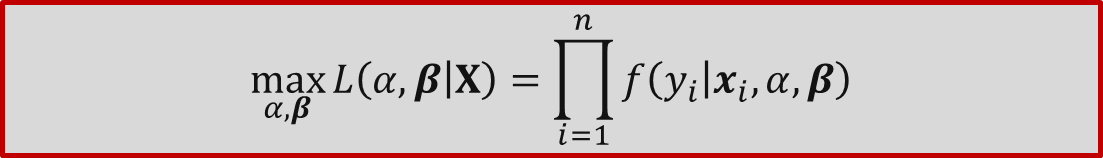 max_{α,𝜷} L(α, 𝜷|𝐗) = ∏_{i=1}^{n} f(y_i|𝒙_i, α, 𝜷)